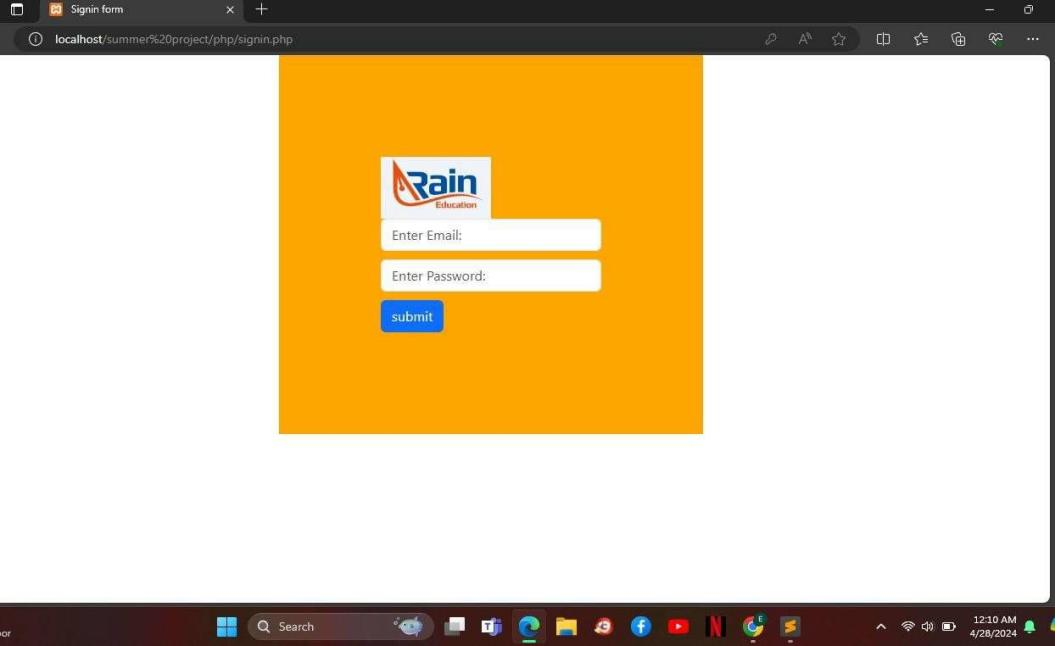 Signin form
localhost/summer%20project/php/signin.php
Rain
Education
Enter Email:
Enter Password:
submit
Search
12:10 AM
4/28/2024